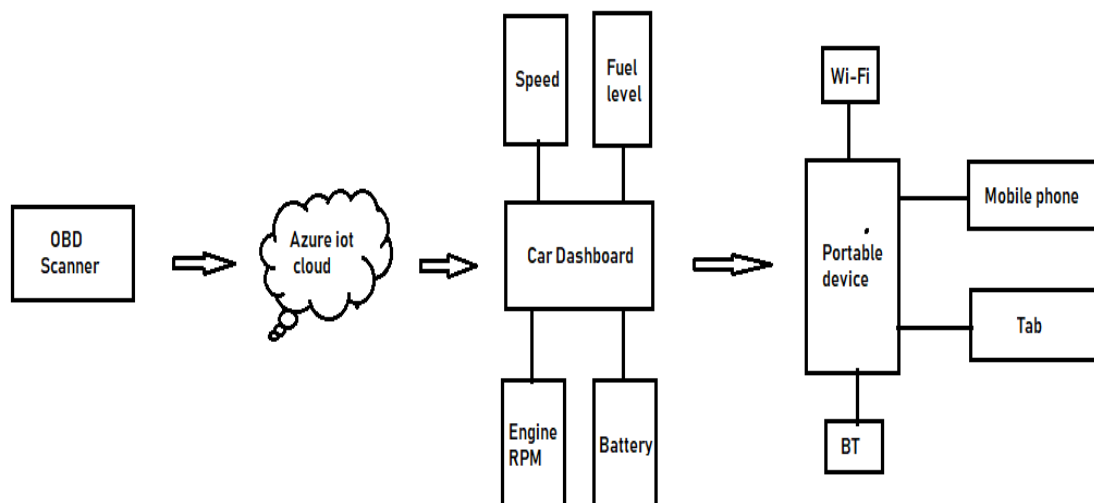 OBD
Scanner
Azure iot
cloud
Speed
Fuel
level
Car Dashboard
Engine
RPM
Battery
Wi-Fi
Portable
device
Mobile phone
Tab
BT